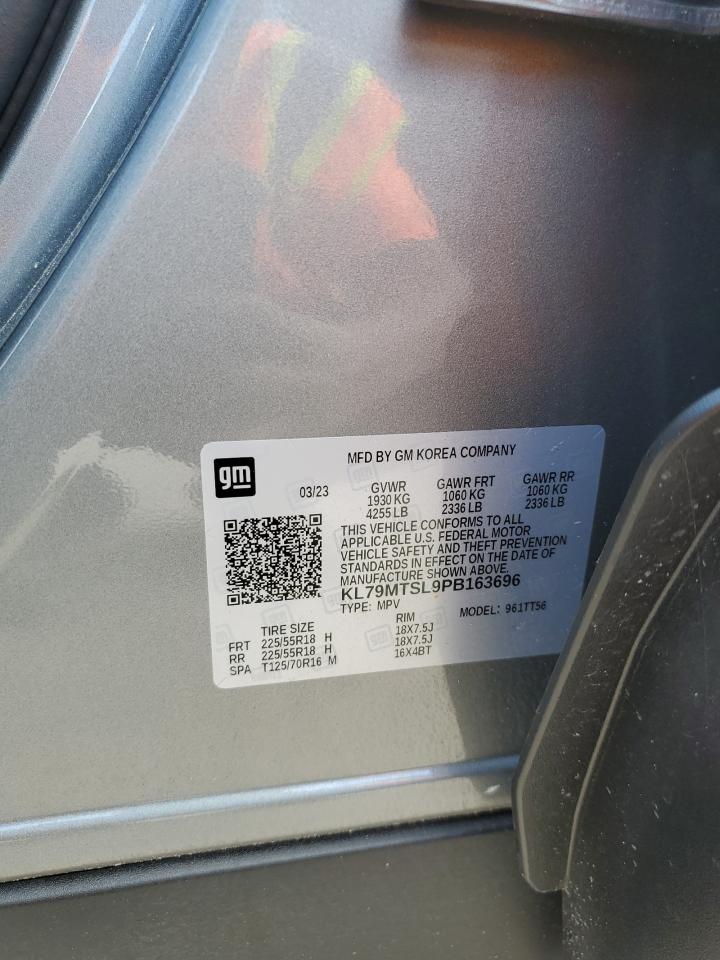 MFD BY GM KOREA COMPANY
gm
03/23 GVWR GAWR FRT GAWR RR
1930 KG 1060 KG 1060 KG
4255 LB 2336 LB 2336 LB
THIS VEHICLE CONFORMS TO ALL
APPLICABLE U.S. FEDERAL MOTOR
VEHICLE SAFETY AND THEFT PREVENTION
STANDARDS IN EFFECT ON THE DATE OF
MANUFACTURE SHOWN ABOVE.
KL79MTSL9PB163696
TYPE: MPV MODEL: 961TT56
TIRE SIZE RIM
FRT 225/55R18 H 18X7.5J
RR 225/55R18 H 18X7.5J
SPA T125/70R16 M 16X4BT